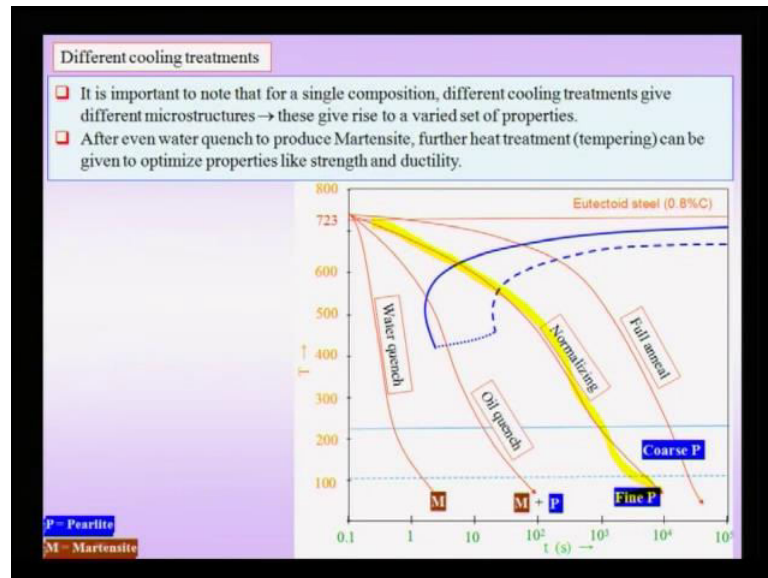 Different cooling treatments
❑ It is important to note that for a single composition, different cooling treatments give
different microstructures → these give rise to a varied set of properties.
❑ After even water quench to produce Martensite, further heat treatment (tempering) can be
given to optimize properties like strength and ductility.
800
Eutectoid steel (0.8%C)
723
600
500
400
300
200
100
T →
Water quench
Oil quench
Normalizing
Full anneal
Coarse P
M
M + P
Fine P
P = Pearlite
M = Martensite
0.1 1 10 10² 10³ 10⁴ 10⁵
t (s) →